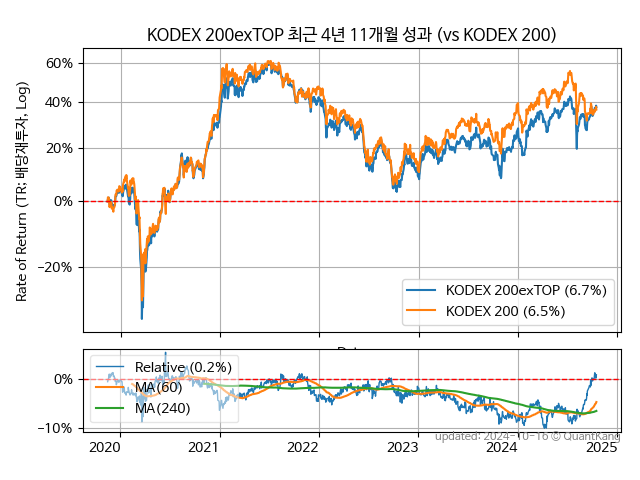 KODEX 200exTOP 최근 4년 11개월 성과 (vs KODEX 200)
Rate of Return (TR: 배당재투자, Log)
60%
40%
20%
0%
−20%
KODEX 200exTOP (6.7%)
KODEX 200 (6.5%)
0%
−10%
Relative (0.2%)
MA(60)
MA(240)
2020 2021 2022 2023 2024 2025
updated: 2024-10-16 © QuantKang